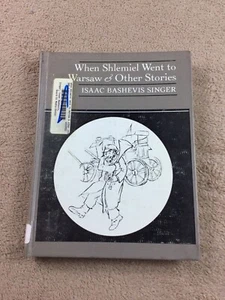 When Shlemiel Went to
Warsaw & Other Stories
ISAAC BASHEVIS SINGER